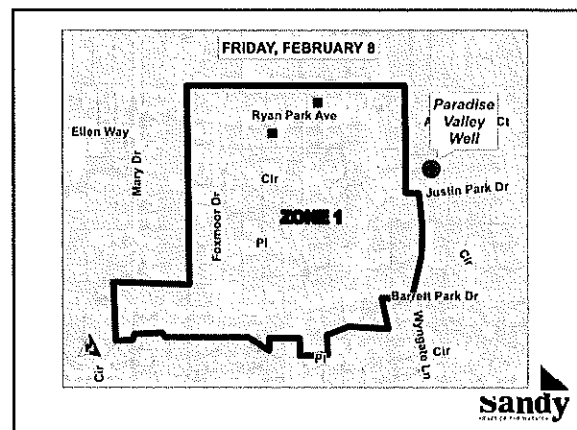 FRIDAY, FEBRUARY 8
Ryan Park Ave
Paradise
Valley
Well
A
Ct
Ellen Way
Mary Dr
Cir
Justin Park Dr
Foxmoor Dr
ZONE 1
Pl
Cir
Barrett Park Dr
Wyngate Ln
Cir
Pl
Cir
sandy